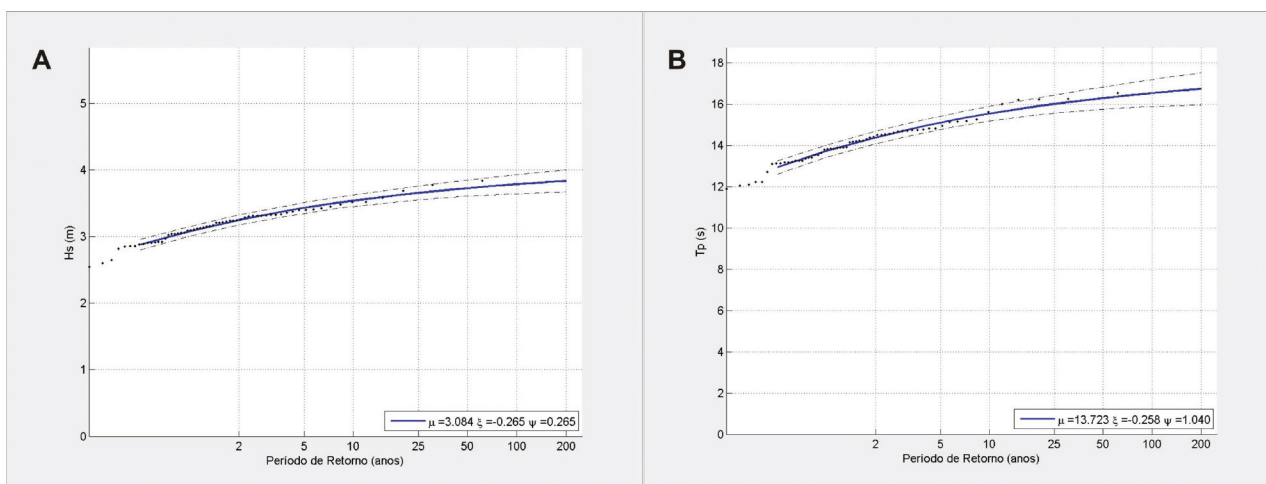 A
5
4
3
2
1
0
Hs (m)
2 5 10 25 50 100 200
Período de Retorno (anos)
μ =3.084 ξ =-0.265 ψ =0.265
B
18
16
14
12
10
8
6
4
2
0
Tp (s)
2 5 10 25 50 100 200
Período de Retorno (anos)
μ =13.723 ξ =-0.258 ψ =1.040